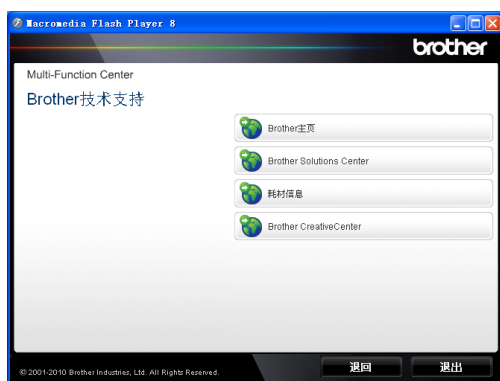 Macromedia Flash Player 8
brother
Multi-Function Center
Brother技术支持
Brother主页
Brother Solutions Center
耗材信息
Brother CreativeCenter
© 2001-2010 Brother Industries, Ltd. All Rights Reserved.
退回
退出